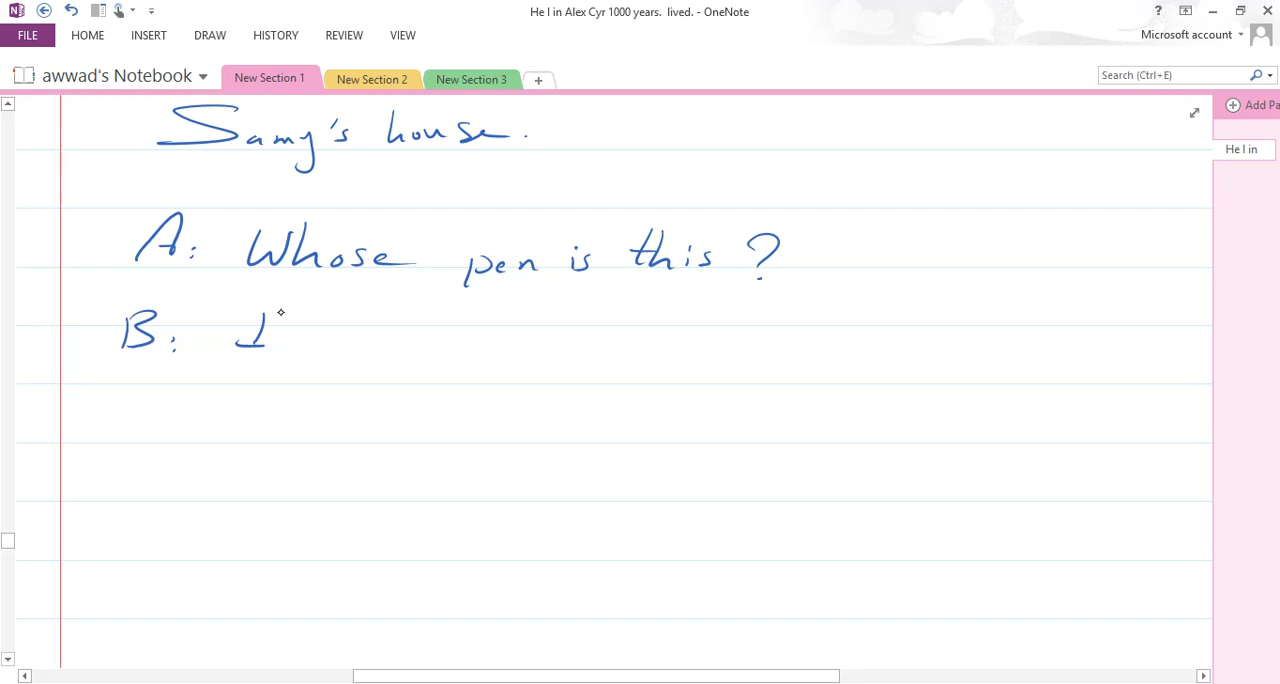 He I in Alex Cyr 1000 years.  lived. - OneNote
?
FILE HOME INSERT DRAW HISTORY REVIEW VIEW Microsoft account
awwad's Notebook New Section 1 New Section 2 New Section 3 + Search (Ctrl+E)
Add Pa
He I in
Samy's house.
A: Whose pen is this ?
B: